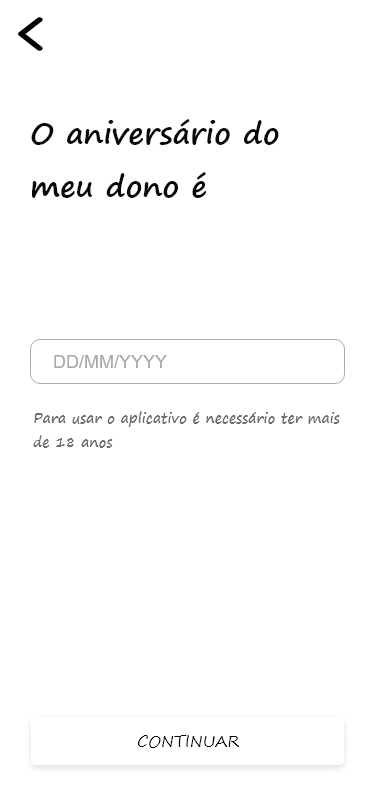 O aniversário do
meu dono é
DD/MM/YYYY
Para usar o aplicativo é necessário ter mais
de 18 anos
CONTINUAR